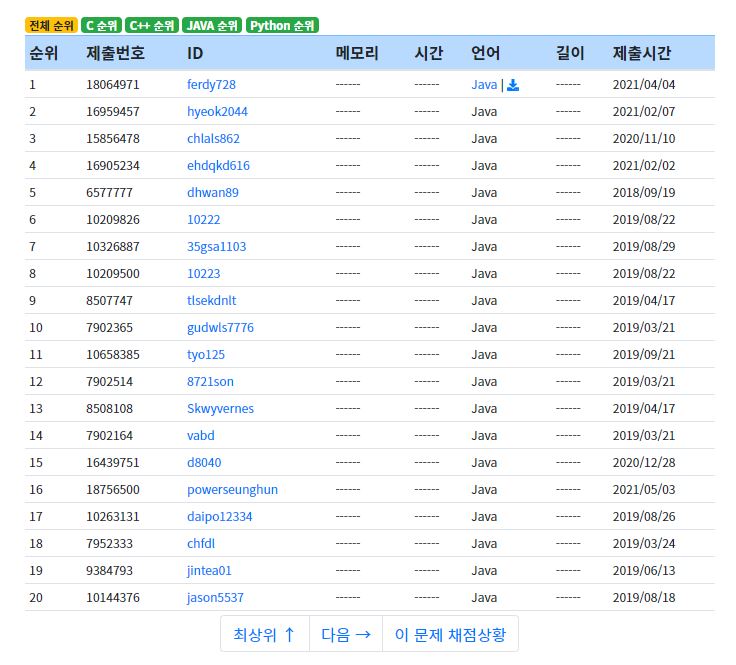 전체 순위 C 순위 C++ 순위 JAVA 순위 Python 순위
순위 제출번호 ID 메모리 시간 언어 길이 제출시간
1 18064971 ferdy728 ------ ------ Java | ------ 2021/04/04
2 16959457 hyeok2044 ------ ------ Java ------ 2021/02/07
3 15856478 chlals862 ------ ------ Java ------ 2020/11/10
4 16905234 ehdqkd616 ------ ------ Java ------ 2021/02/02
5 6577777 dhwan89 ------ ------ Java ------ 2018/09/19
6 10209826 10222 ------ ------ Java ------ 2019/08/22
7 10326887 35gsa1103 ------ ------ Java ------ 2019/08/29
8 10209500 10223 ------ ------ Java ------ 2019/08/22
9 8507747 tlsekdnlt ------ ------ Java ------ 2019/04/17
10 7902365 gudwls7776 ------ ------ Java ------ 2019/03/21
11 10658385 tyo125 ------ ------ Java ------ 2019/09/21
12 7902514 8721son ------ ------ Java ------ 2019/03/21
13 8508108 Skwyvernes ------ ------ Java ------ 2019/04/17
14 7902164 vabd ------ ------ Java ------ 2019/03/21
15 16439751 d8040 ------ ------ Java ------ 2020/12/28
16 18756500 powerseunghun ------ ------ Java ------ 2021/05/03
17 10263131 daipo12334 ------ ------ Java ------ 2019/08/26
18 7952333 chfdl ------ ------ Java ------ 2019/03/24
19 9384793 jintea01 ------ ------ Java ------ 2019/06/13
20 10144376 jason5537 ------ ------ Java ------ 2019/08/18
최상위 ↑ 다음 → 이 문제 채점상황